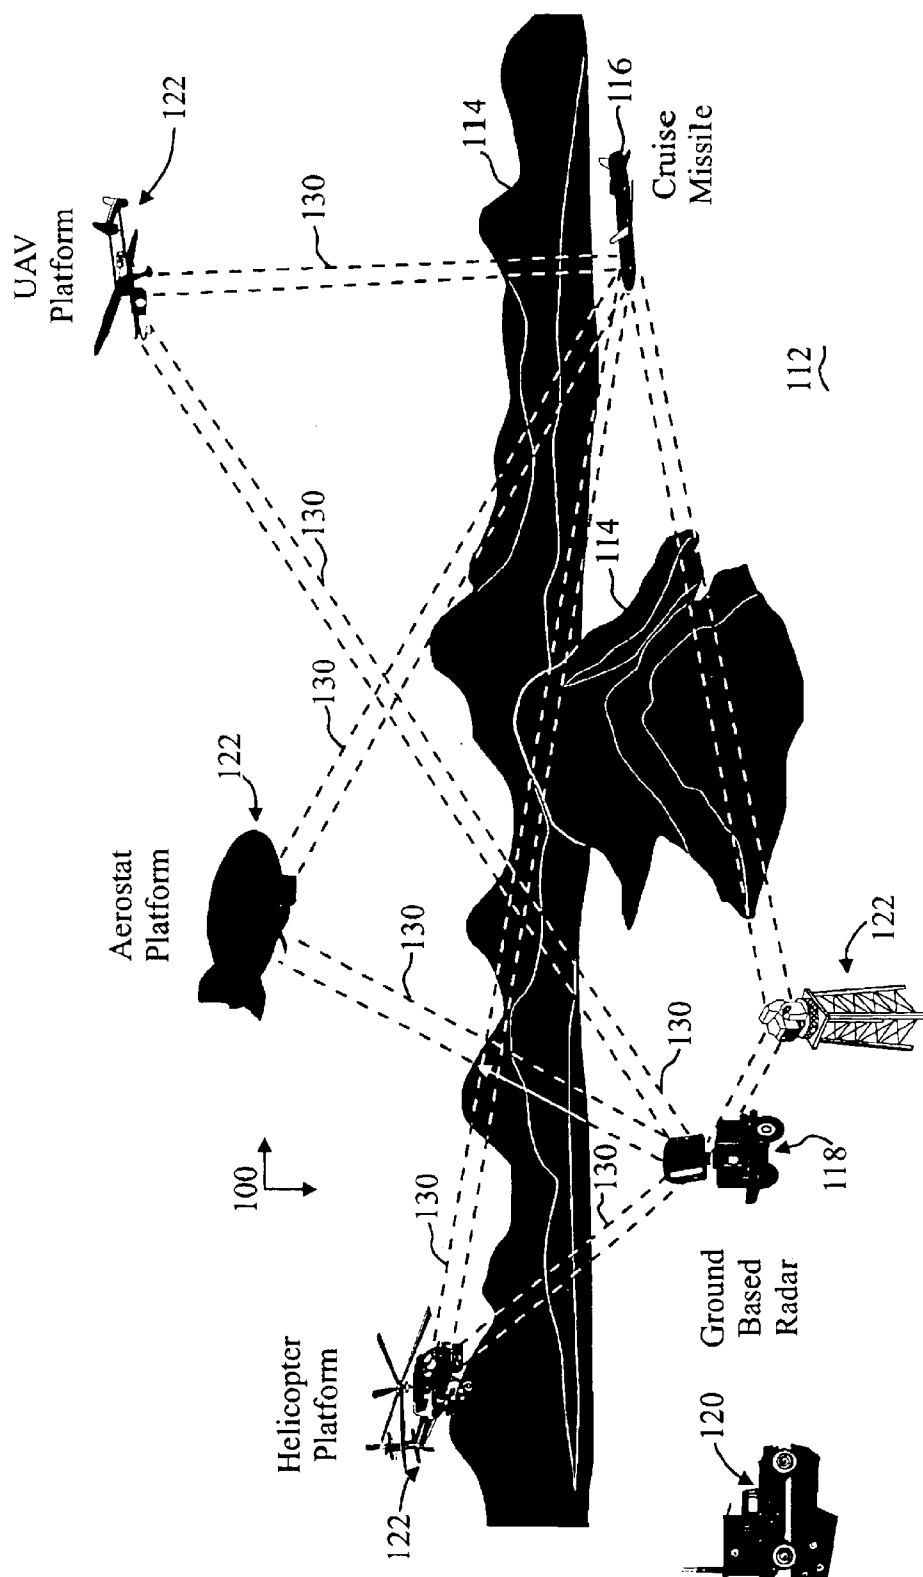 UAV
Platform
122
Aerostat
Platform
122
100
Helicopter
Platform
122
130
130
130
130
130
114
116
Cruise
Missile
114
130
130
112
Ground
Based
Radar
120
118
122